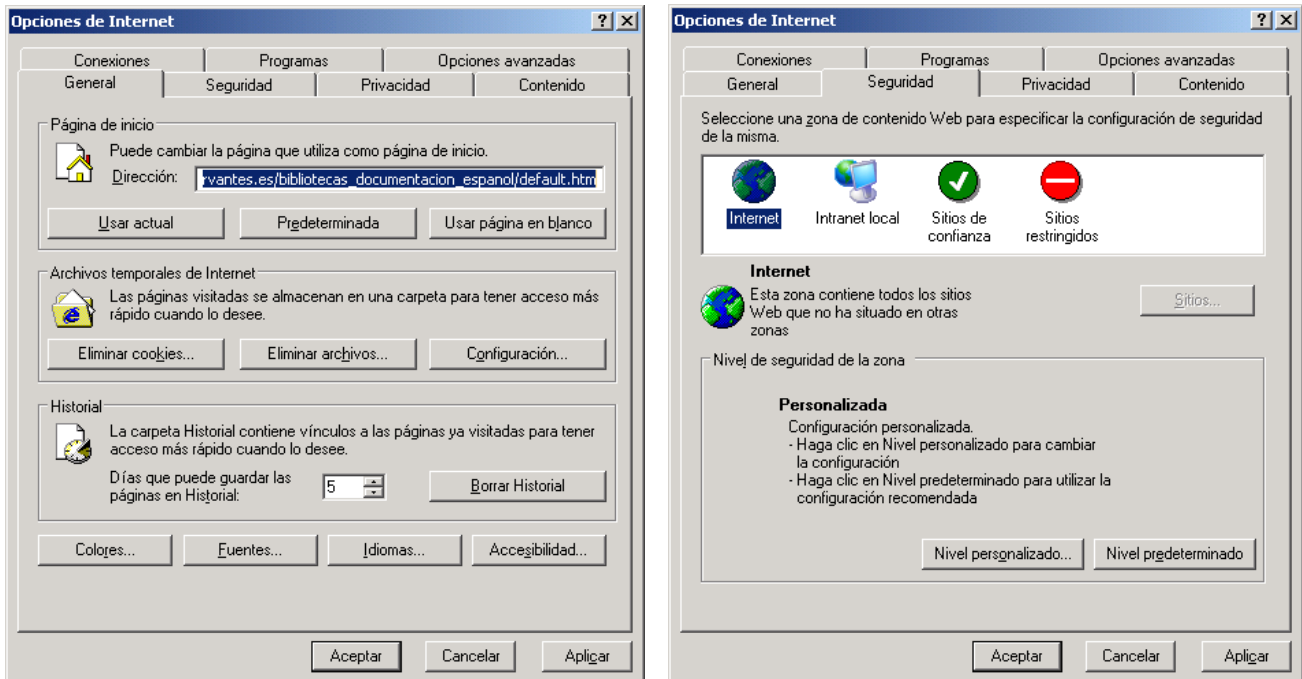 Opciones de Internet
Conexiones Programas Opciones avanzadas
General Seguridad Privacidad Contenido
Página de inicio
Puede cambiar la página que utiliza como página de inicio.
Dirección: rvantes.es/bibliotecas_documentacion_espanol/default.htm
Usar actual Predeterminada Usar página en blanco
Archivos temporales de Internet
Las páginas visitadas se almacenan en una carpeta para tener acceso más
rápido cuando lo desee.
Eliminar cookies... Eliminar archivos... Configuración...
Historial
La carpeta Historial contiene vínculos a las páginas ya visitadas para tener
acceso más rápido cuando lo desee.
Días que puede guardar las
páginas en Historial: 5 Borrar Historial
Colores... Fuentes... Idiomas... Accesibilidad...
Aceptar Cancelar Aplicar
Opciones de Internet
Conexiones Programas Opciones avanzadas
General Seguridad Privacidad Contenido
Seleccione una zona de contenido Web para especificar la configuración de seguridad
de la misma.
Internet Intranet local Sitios de confianza Sitios restringidos
Internet
Esta zona contiene todos los sitios
Web que no ha situado en otras
zonas
Sitios...
Nivel de seguridad de la zona
Personalizada
Configuración personalizada.
- Haga clic en Nivel personalizado para cambiar
la configuración
- Haga clic en Nivel predeterminado para utilizar la
configuración recomendada
Nivel personalizado... Nivel predeterminado
Aceptar Cancelar Aplicar